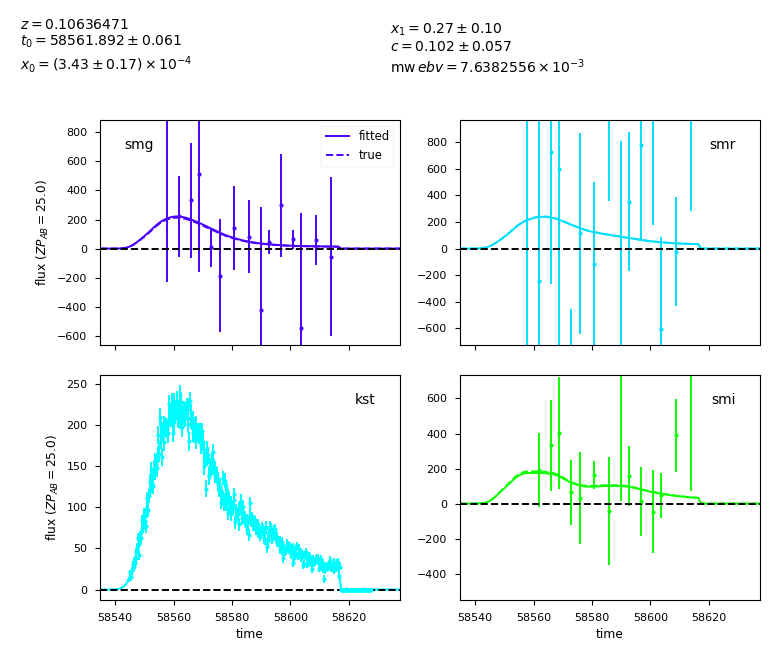 z = 0.10636471
t₀ = 58561.892 ± 0.061
x₀ = (3.43 ± 0.17) × 10⁻⁴
x₁ = 0.27 ± 0.10
c = 0.102 ± 0.057
mw ebv = 7.6382556 × 10⁻³
smg
fitted
true
800
600
400
200
0
−200
−400
−600
flux (ZP_AB = 25.0)
smr
800
600
400
200
0
−200
−400
−600
kst
250
200
150
100
50
0
flux (ZP_AB = 25.0)
58540 58560 58580 58600 58620
time
smi
600
400
200
0
−200
−400
58540 58560 58580 58600 58620
time